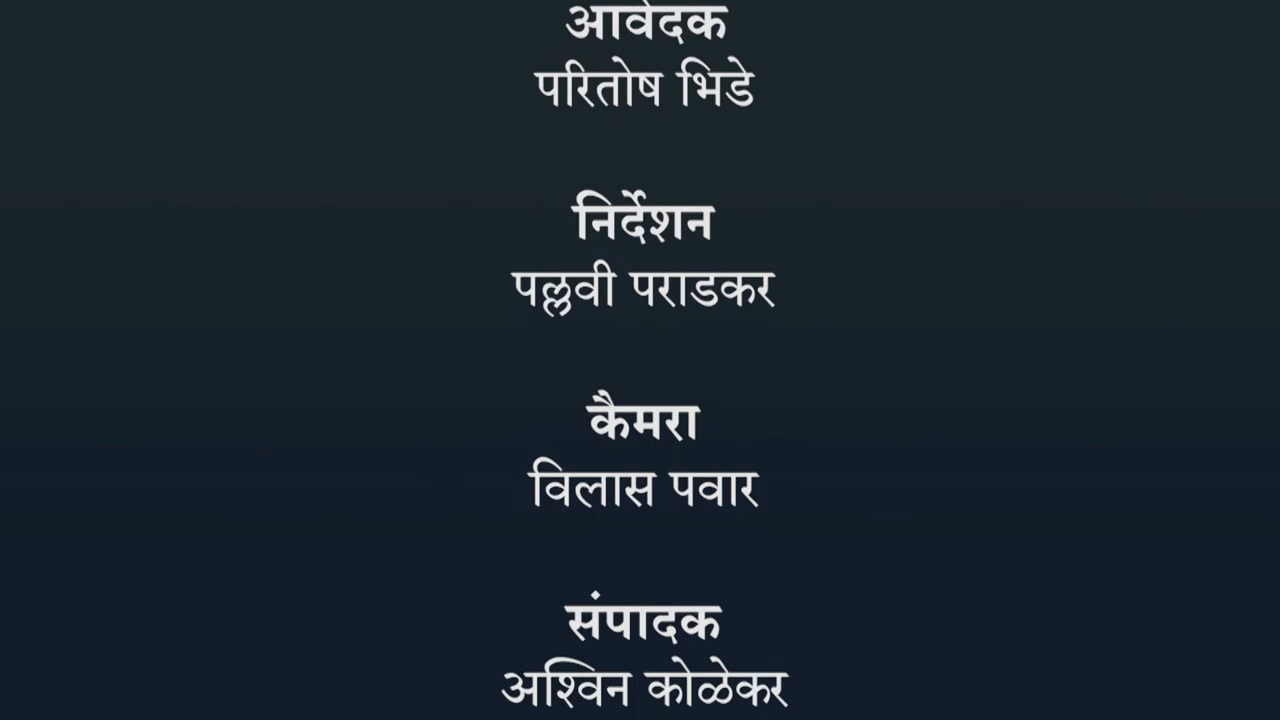 आवेदक
परितोष भिडे
निर्देशन
पल्लवी पराडकर
कैमरा
विलास पवार
संपादक
अश्विन कोळेकर